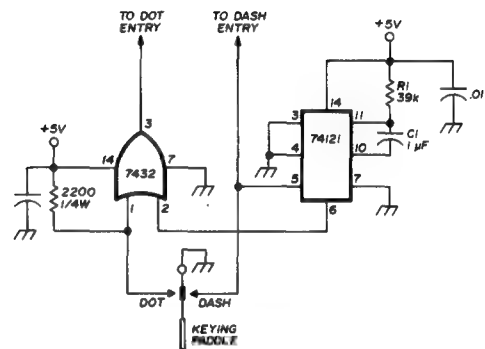 TO DOT
ENTRY
TO DASH
ENTRY
+5V
14
R1
39k
.01
3
11
C1
1 µF
4
10
74121
5
7
6
+5V
3
14
7
7432
2200
1/4W
1
2
DOT
DASH
KEYING
PADDLE